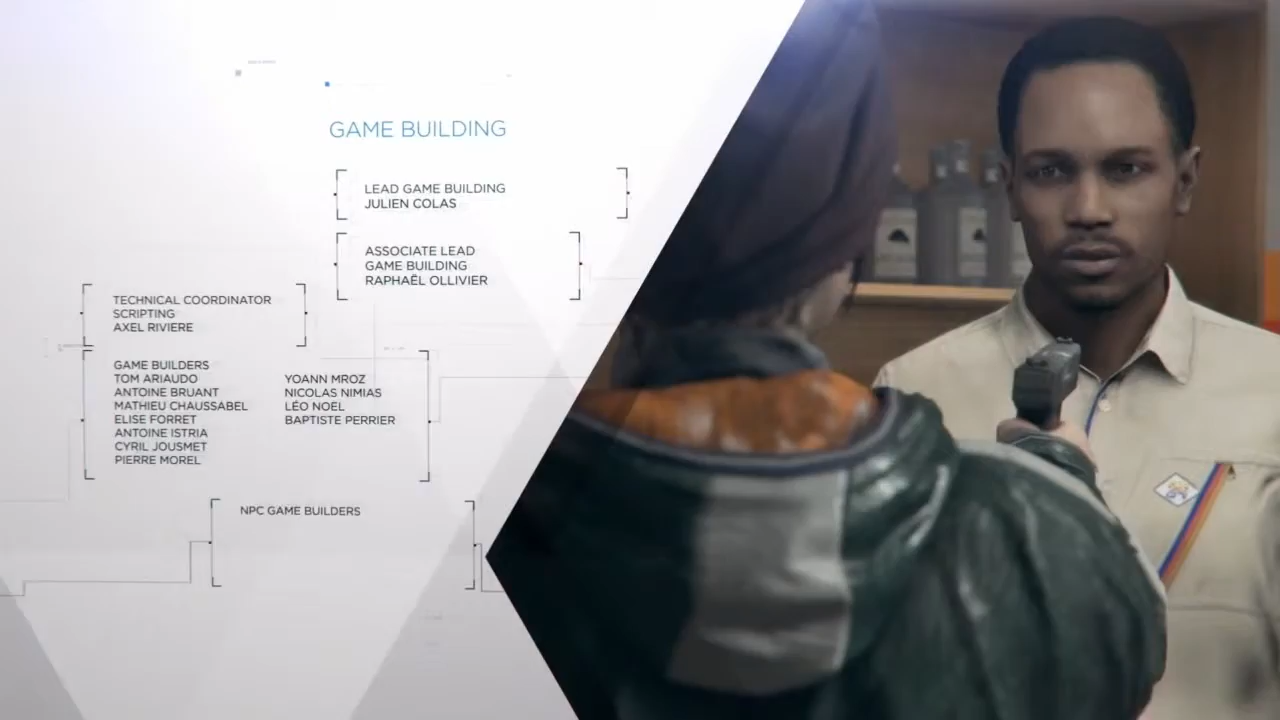 GAME BUILDING
LEAD GAME BUILDING
JULIEN COLAS
ASSOCIATE LEAD
GAME BUILDING
RAPHAËL OLLIVIER
TECHNICAL COORDINATOR
SCRIPTING
AXEL RIVIERE
GAME BUILDERS
TOM ARIAUDO
ANTOINE BRUANT
MATHIEU CHAUSSABEL
ELISE FORRET
ANTOINE ISTRIA
CYRIL JOUSMET
PIERRE MOREL
YOANN MROZ
NICOLAS NIMIAS
LÉO NOEL
BAPTISTE PERRIER
NPC GAME BUILDERS